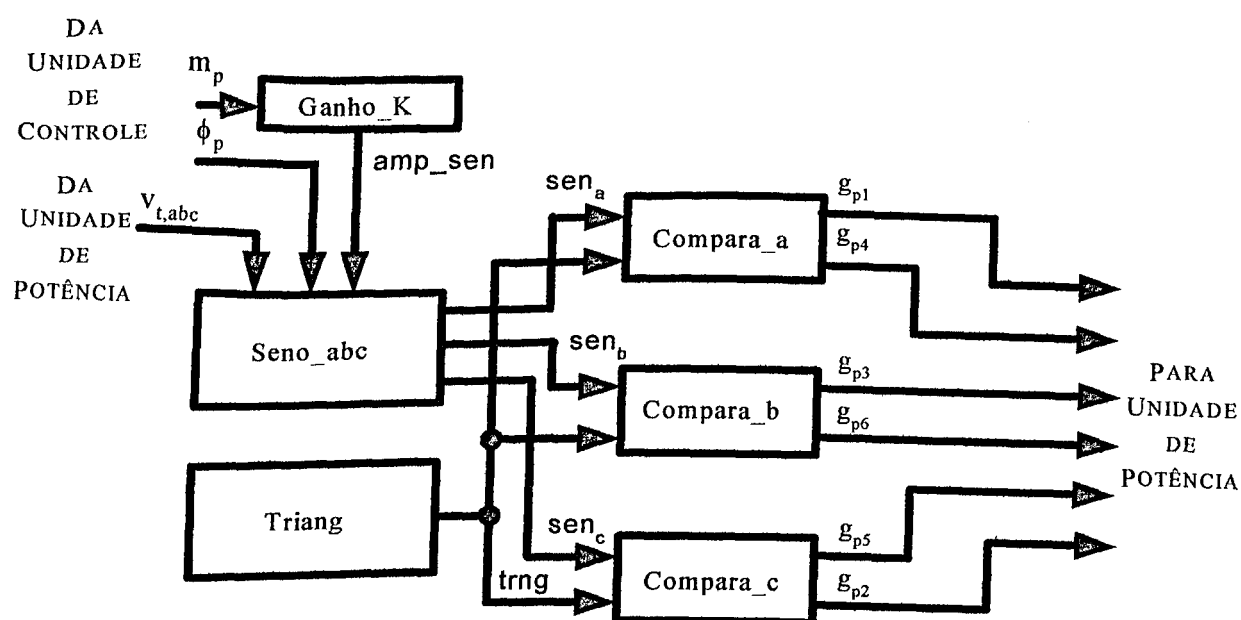 DA
UNIDADE
DE
CONTROLE
m_p
Ganho_K
ϕ_p
amp_sen
DA
UNIDADE
DE
POTÊNCIA
v_t,abc
Seno_abc
Triang
trng
sen_a
sen_b
sen_c
Compara_a
Compara_b
Compara_c
g_p1
g_p4
g_p3
g_p6
g_p5
g_p2
PARA
UNIDADE
DE
POTÊNCIA